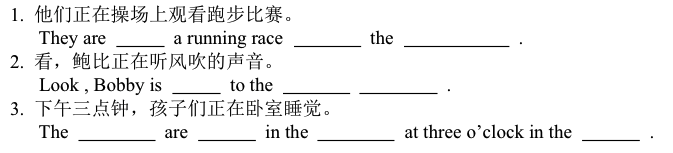 1. 他们正在操场上观看跑步比赛。
They are _____ a running race _______ the ___________ .
2. 看，鲍比正在听风吹的声音。
Look , Bobby is _____ to the _______ ________ .
3. 下午三点钟，孩子们正在卧室睡觉。
The ________ are ______ in the ________ at three o’clock in the ______ .